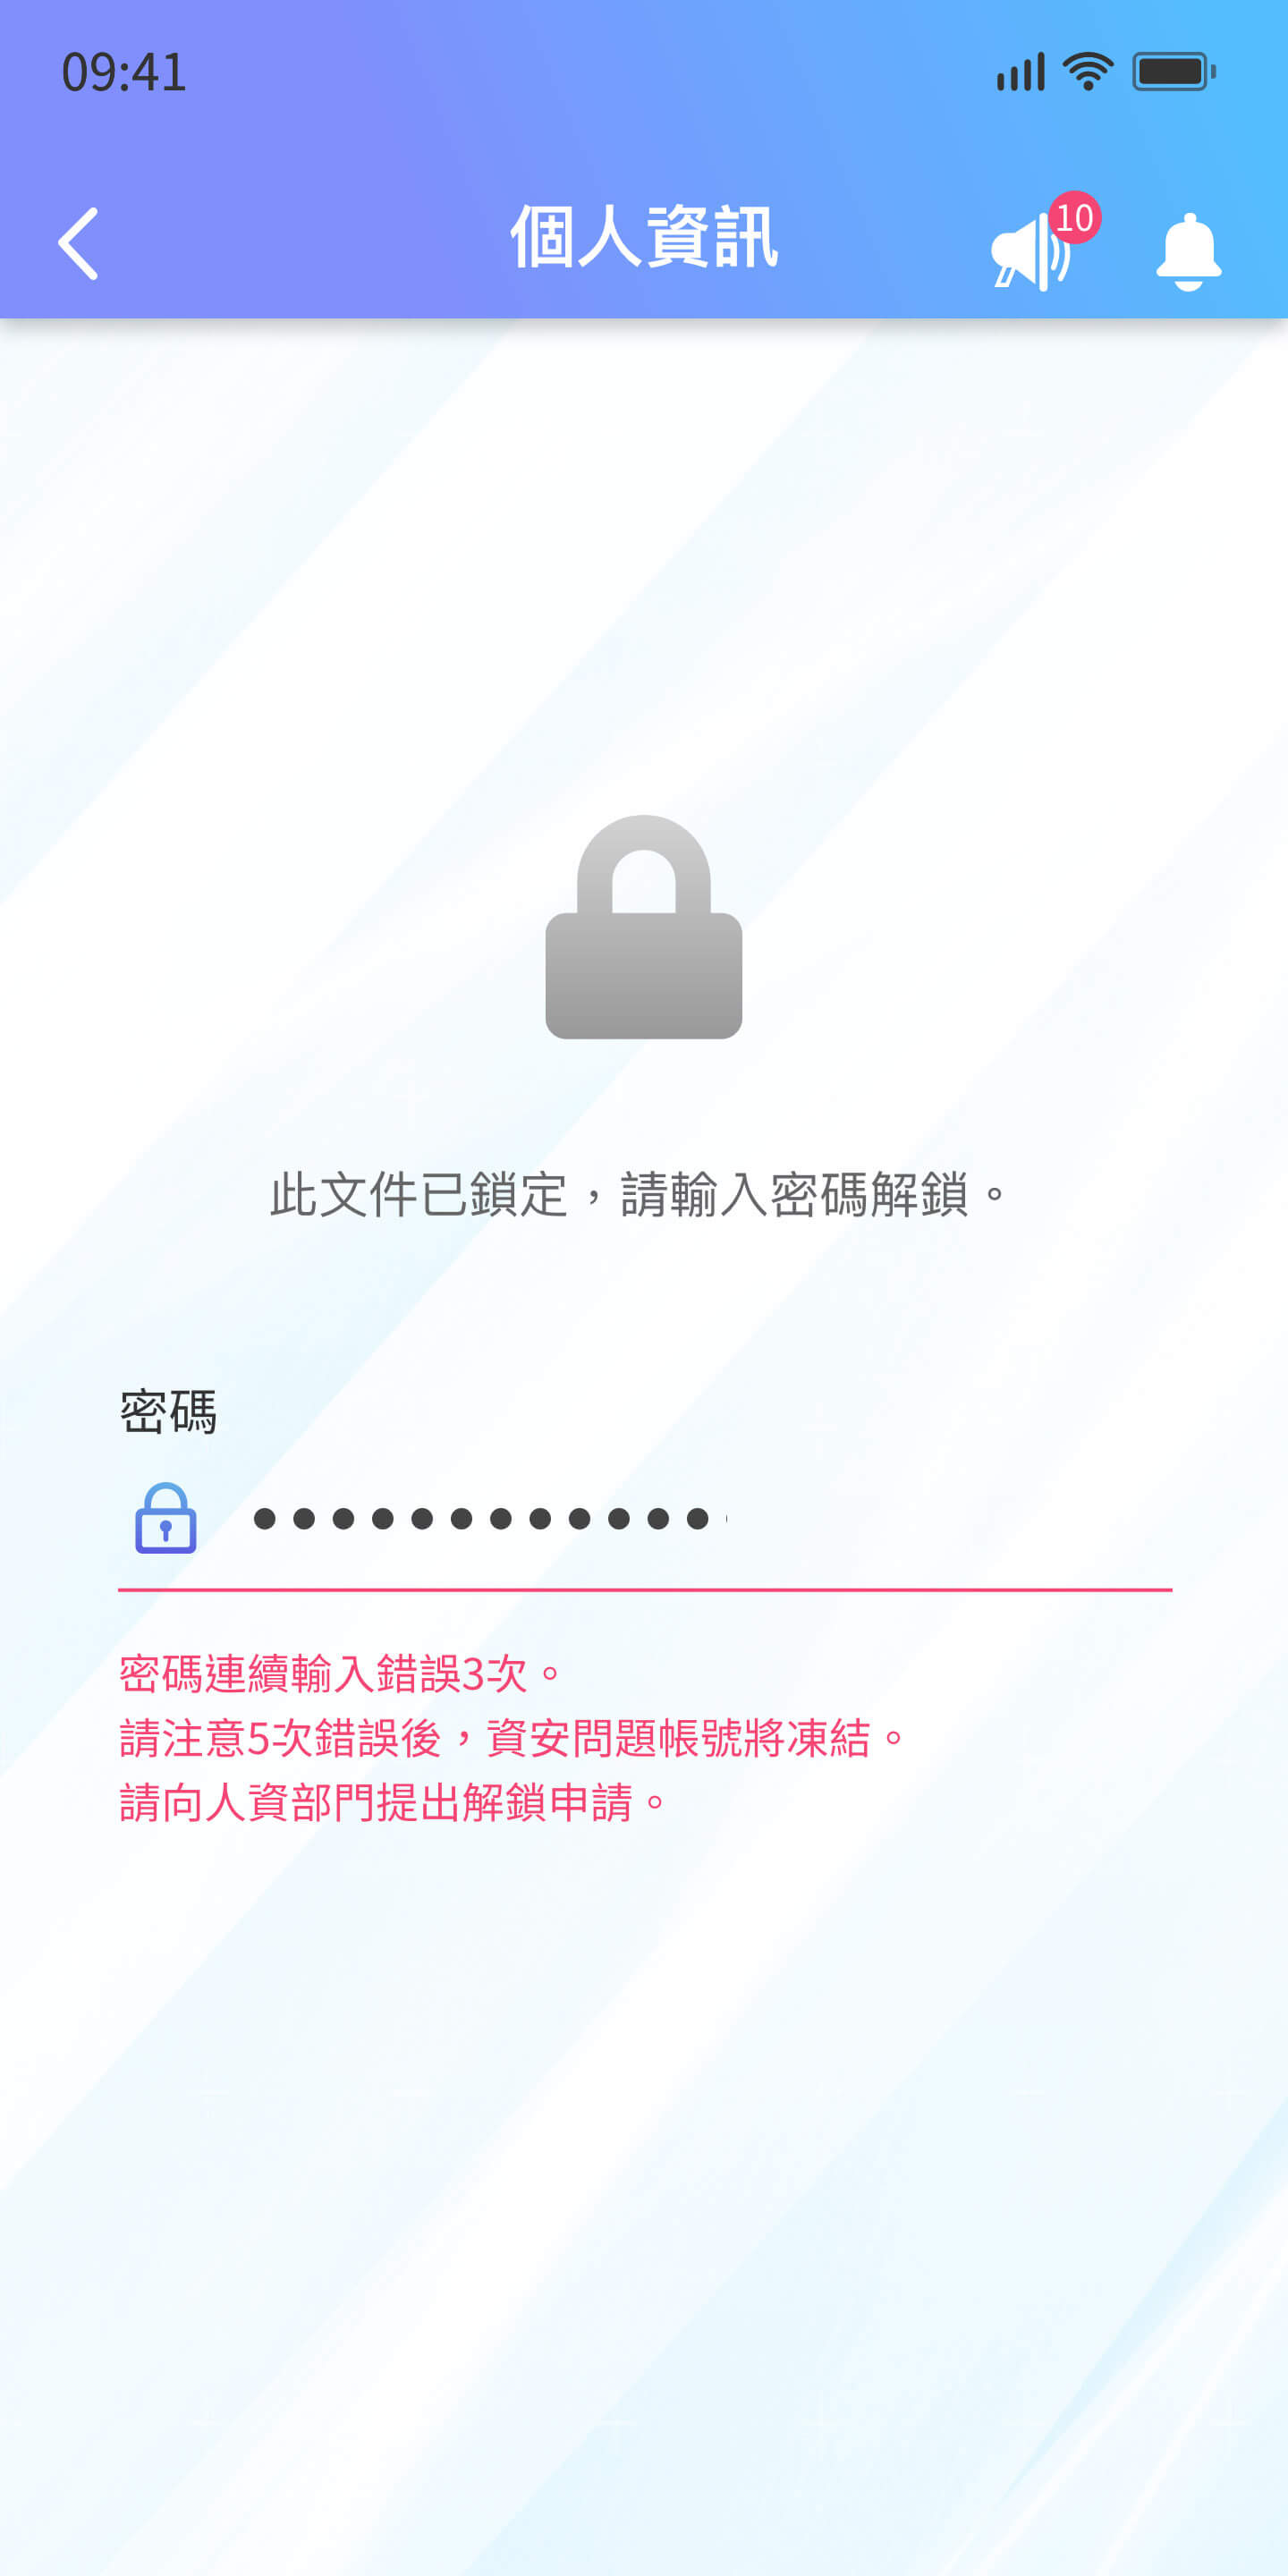 09:41
個人資訊
10
此文件已鎖定，請輸入密碼解鎖。
密碼
密碼連續輸入錯誤3次。
請注意5次錯誤後，資安問題帳號將凍結。
請向人資部門提出解鎖申請。